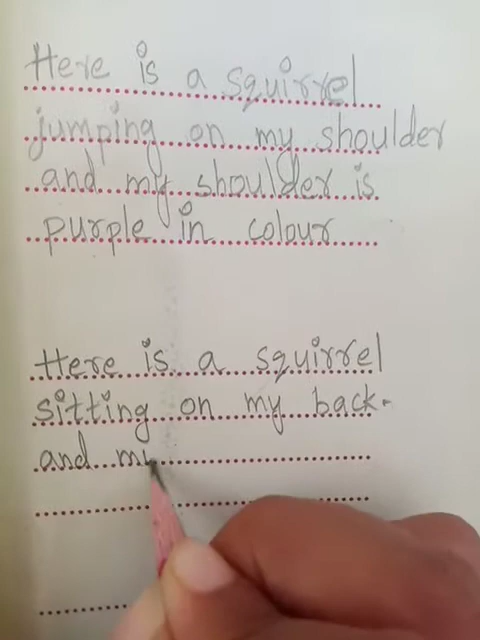 Here is a squirrel
jumping on my shoulder
and my shoulder is
purple in colour
Here is a squirrel
sitting on my back-
and